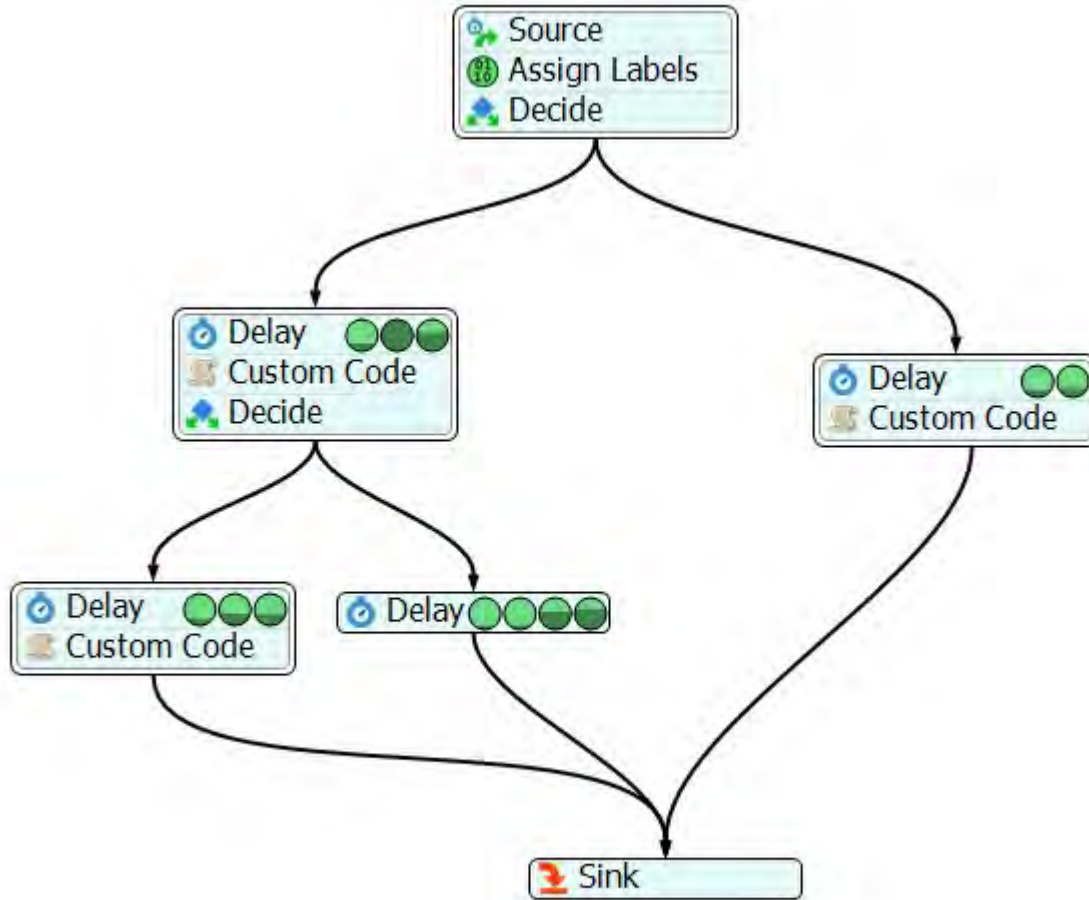 Source
Assign Labels
Decide
Delay
Custom Code
Decide
Delay
Custom Code
Delay
Custom Code
Delay
Sink